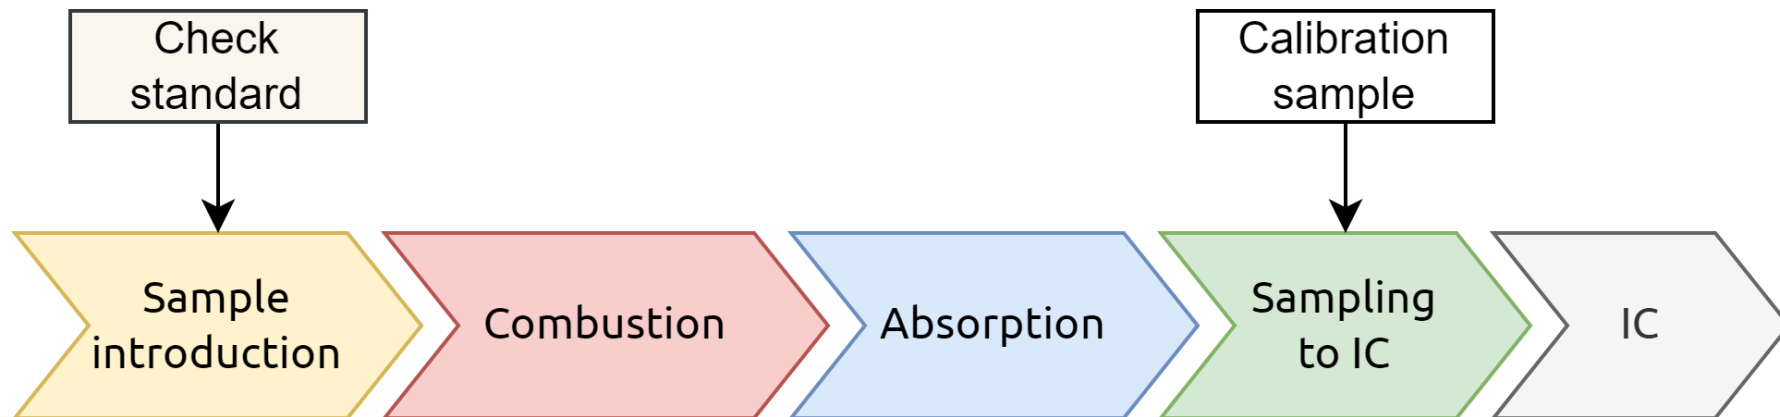 Check
standard
Calibration
sample
Sample
introduction
Combustion
Absorption
Sampling
to IC
IC